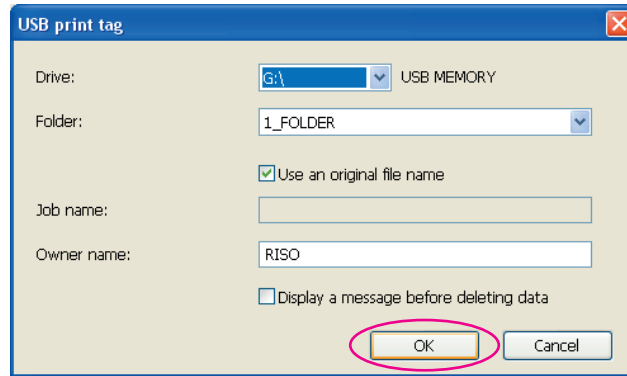 USB print tag
Drive: G:\ USB MEMORY
Folder: 1_FOLDER
Use an original file name
Job name:
Owner name: RISO
Display a message before deleting data
OK Cancel